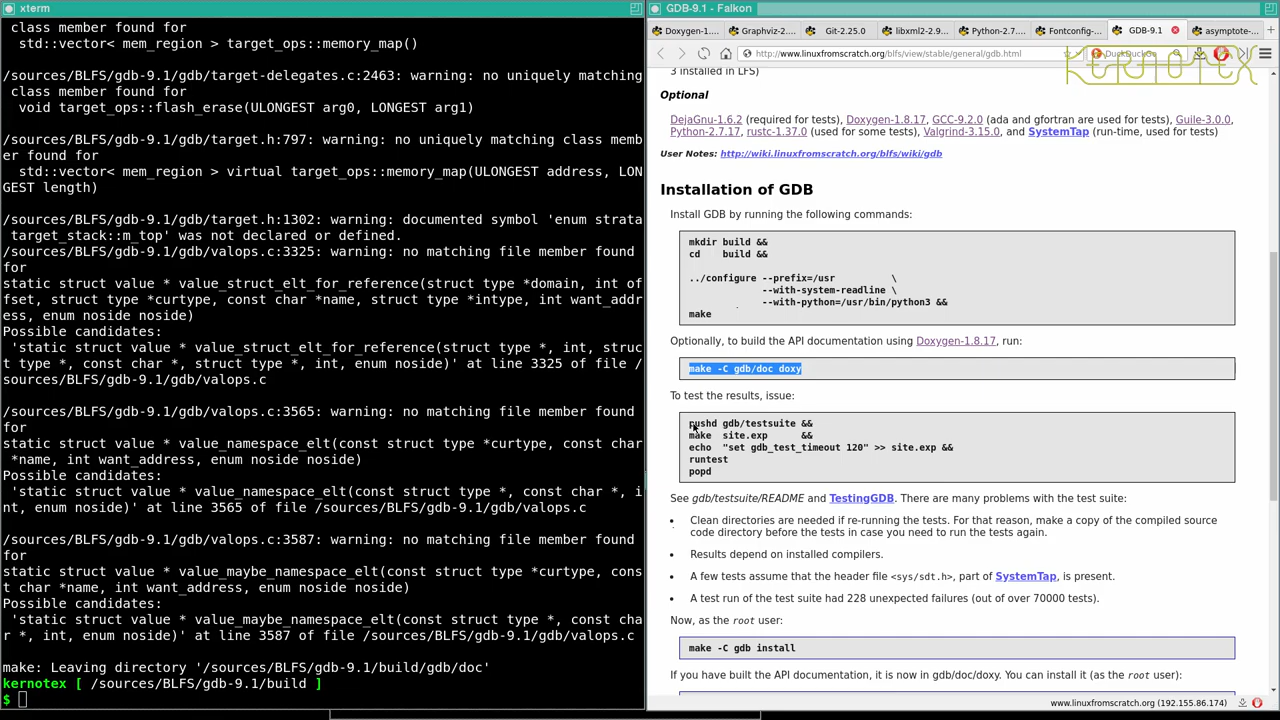 xterm
 class member found for
  std::vector< mem_region > target_ops::memory_map()
/sources/BLFS/gdb-9.1/gdb/target-delegates.c:2463: warning: no uniquely matching
 class member found for
  void target_ops::flash_erase(ULONGEST arg0, LONGEST arg1)
/sources/BLFS/gdb-9.1/gdb/target.h:797: warning: no uniquely matching class memb
er found for
  std::vector< mem_region > virtual target_ops::memory_map(ULONGEST address, LON
GEST length)
/sources/BLFS/gdb-9.1/gdb/target.h:1302: warning: documented symbol 'enum strata
target_stack::m_top' was not declared or defined.
/sources/BLFS/gdb-9.1/gdb/valops.c:3325: warning: no matching file member found
for
static struct value * value_struct_elt_for_reference(struct type *domain, int of
fset, struct type *curtype, const char *name, struct type *intype, int want_addr
ess, enum noside noside)
Possible candidates:
 'static struct value * value_struct_elt_for_reference(struct type *, int, struc
t type *, const char *, struct type *, int, enum noside)' at line 3325 of file /
sources/BLFS/gdb-9.1/gdb/valops.c
/sources/BLFS/gdb-9.1/gdb/valops.c:3565: warning: no matching file member found
for
static struct value * value_namespace_elt(const struct type *curtype, const char
*name, int want_address, enum noside noside)
Possible candidates:
 'static struct value * value_namespace_elt(const struct type *, const char *, i
nt, enum noside)' at line 3565 of file /sources/BLFS/gdb-9.1/gdb/valops.c
/sources/BLFS/gdb-9.1/gdb/valops.c:3587: warning: no matching file member found
for
static struct value * value_maybe_namespace_elt(const struct type *curtype, cons
t char *name, int want_address, enum noside noside)
Possible candidates:
 'static struct value * value_maybe_namespace_elt(const struct type *, const cha
r *, int, enum noside)' at line 3587 of file /sources/BLFS/gdb-9.1/gdb/valops.c
make: Leaving directory '/sources/BLFS/gdb-9.1/build/gdb/doc'
kernotex [ /sources/BLFS/gdb-9.1/build ]
$
GDB-9.1 - Falkon
Doxygen-1.... Graphviz-2.... Git-2.25.0 libxml2-2.9.... Python-2.7.... Fontconfig-... GDB-9.1 asymptote-...
http://www.linuxfromscratch.org/blfs/view/stable/general/gdb.html DuckDuckGo
KERNOTEX
3 installed in LFS)
Optional
DejaGnu-1.6.2 (required for tests), Doxygen-1.8.17, GCC-9.2.0 (ada and gfortran are used for tests), Guile-3.0.0,
Python-2.7.17, rustc-1.37.0 (used for some tests), Valgrind-3.15.0, and SystemTap (run-time, used for tests)
User Notes: http://wiki.linuxfromscratch.org/blfs/wiki/gdb
Installation of GDB
Install GDB by running the following commands:
mkdir build &&
cd    build &&
../configure --prefix=/usr          \
             --with-system-readline \
             --with-python=/usr/bin/python3 &&
make
Optionally, to build the API documentation using Doxygen-1.8.17, run:
make -C gdb/doc doxy
To test the results, issue:
pushd gdb/testsuite &&
make  site.exp      &&
echo  "set gdb_test_timeout 120" >> site.exp &&
runtest
popd
See gdb/testsuite/README and TestingGDB. There are many problems with the test suite:
• Clean directories are needed if re-running the tests. For that reason, make a copy of the compiled source
code directory before the tests in case you need to run the tests again.
• Results depend on installed compilers.
• A few tests assume that the header file <sys/sdt.h>, part of SystemTap, is present.
• A test run of the test suite had 228 unexpected failures (out of over 70000 tests).
Now, as the root user:
make -C gdb install
If you have built the API documentation, it is now in gdb/doc/doxy. You can install it (as the root user):
www.linuxfromscratch.org (192.155.86.174)